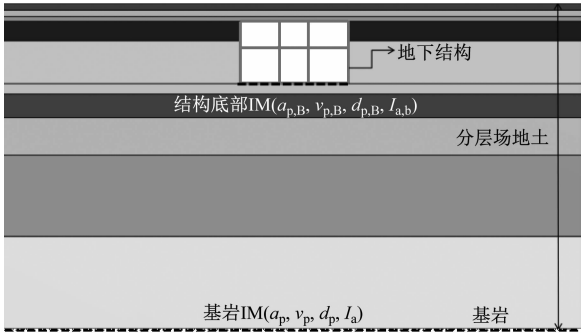 地下结构
结构底部IM(ap,B, vp,B, dp,B, Ia,b)
分层场地土
基岩IM(ap, vp, dp, Ia)
基岩